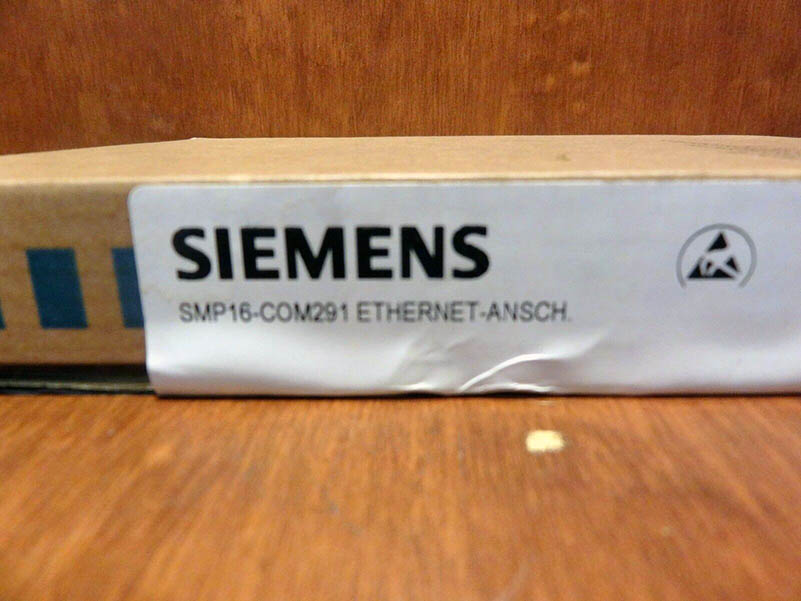 SIEMENS
SMP16-COM291 ETHERNET-ANSCH.